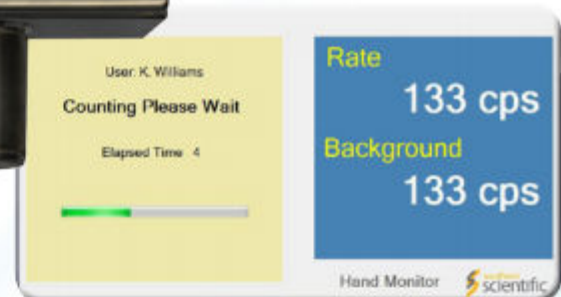 User: K. Williams
Counting Please Wait
Elapsed Time 4
Rate
133 cps
Background
133 cps
Hand Monitor
scientific